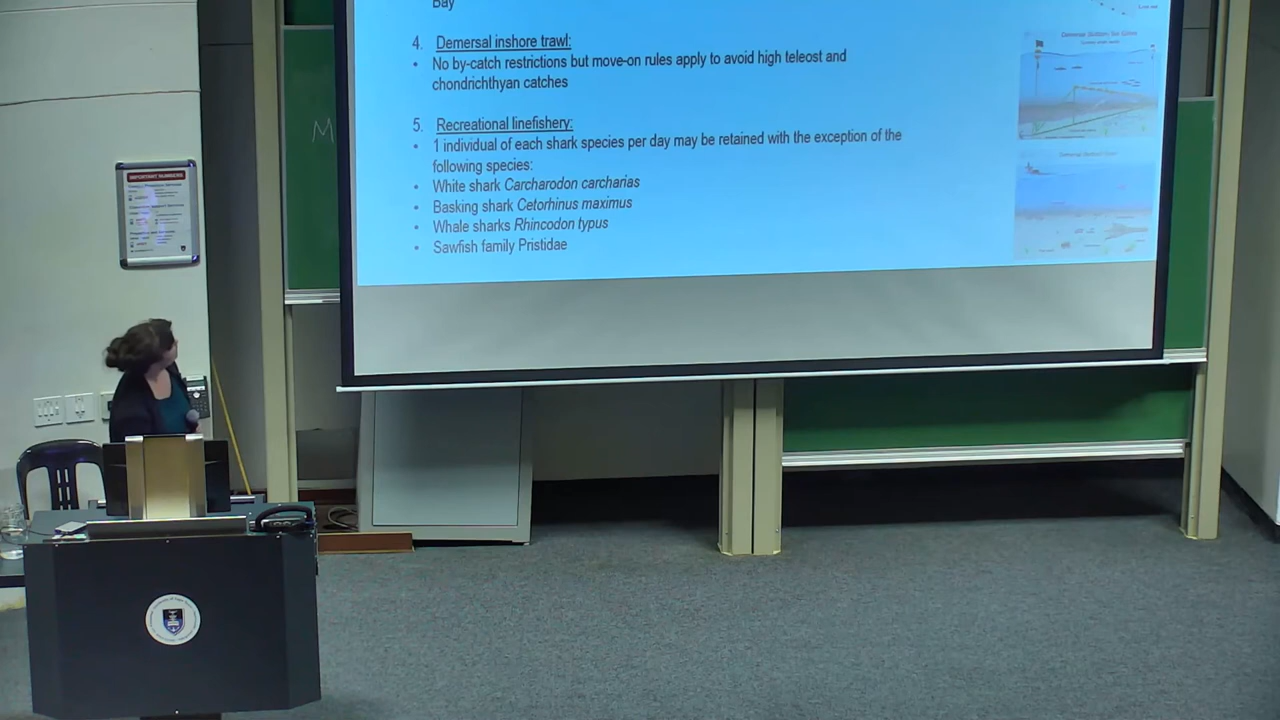 Bay
4. Demersal inshore trawl:
• No by-catch restrictions but move-on rules apply to avoid high teleost and
chondrichthyan catches
5. Recreational linefishery:
• 1 individual of each shark species per day may be retained with the exception of the
following species:
• White shark Carcharodon carcharias
• Basking shark Cetorhinus maximus
• Whale sharks Rhincodon typus
• Sawfish family Pristidae
M
IMPORTANT NUMBERS